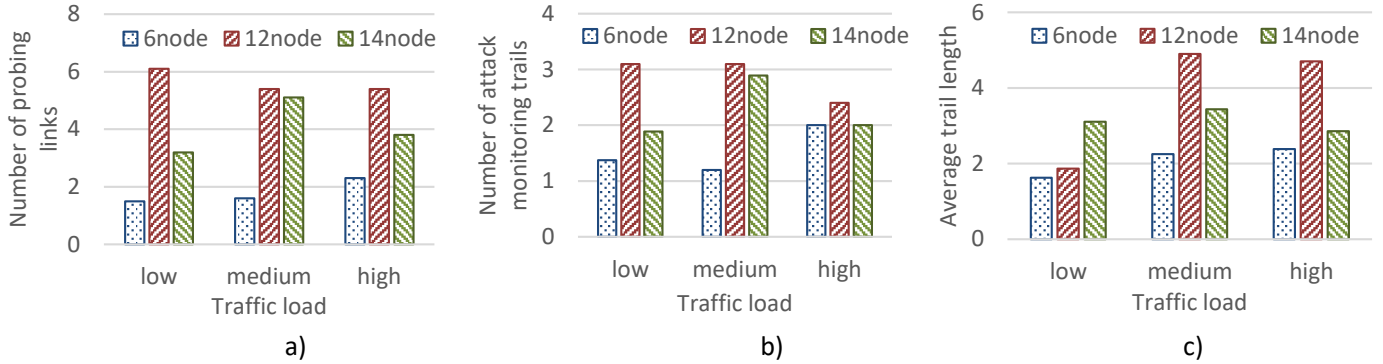 Number of probing
links
8
6
4
2
0
6node 12node 14node
low medium high
Traffic load
a)
Number of attack
monitoring trails
4
3
2
1
0
6node 12node 14node
low medium high
Traffic load
b)
Average trail length
6
4
2
0
6node 12node 14node
low medium high
Traffic load
c)